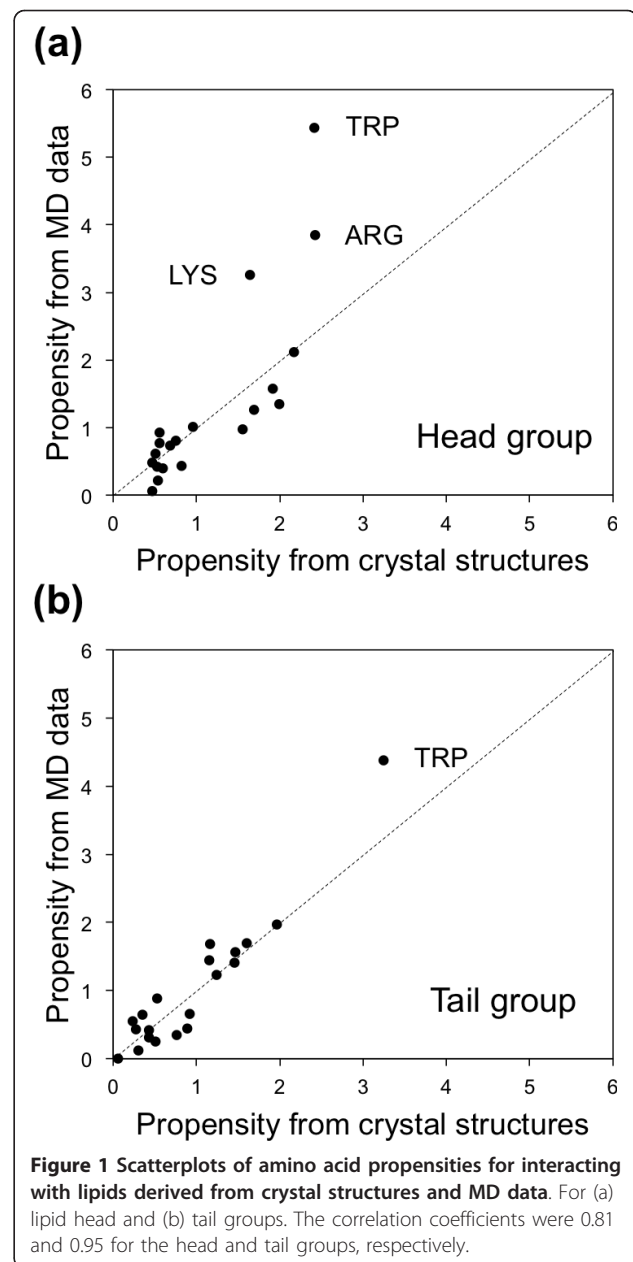 (a)
6
5
4
3
2
1
0
Propensity from MD data
TRP
ARG
LYS
Head group
0 1 2 3 4 5 6
Propensity from crystal structures
(b)
6
5
4
3
2
1
0
Propensity from MD data
TRP
Tail group
0 1 2 3 4 5 6
Propensity from crystal structures
Figure 1 Scatterplots of amino acid propensities for interacting
with lipids derived from crystal structures and MD data. For (a)
lipid head and (b) tail groups. The correlation coefficients were 0.81
and 0.95 for the head and tail groups, respectively.